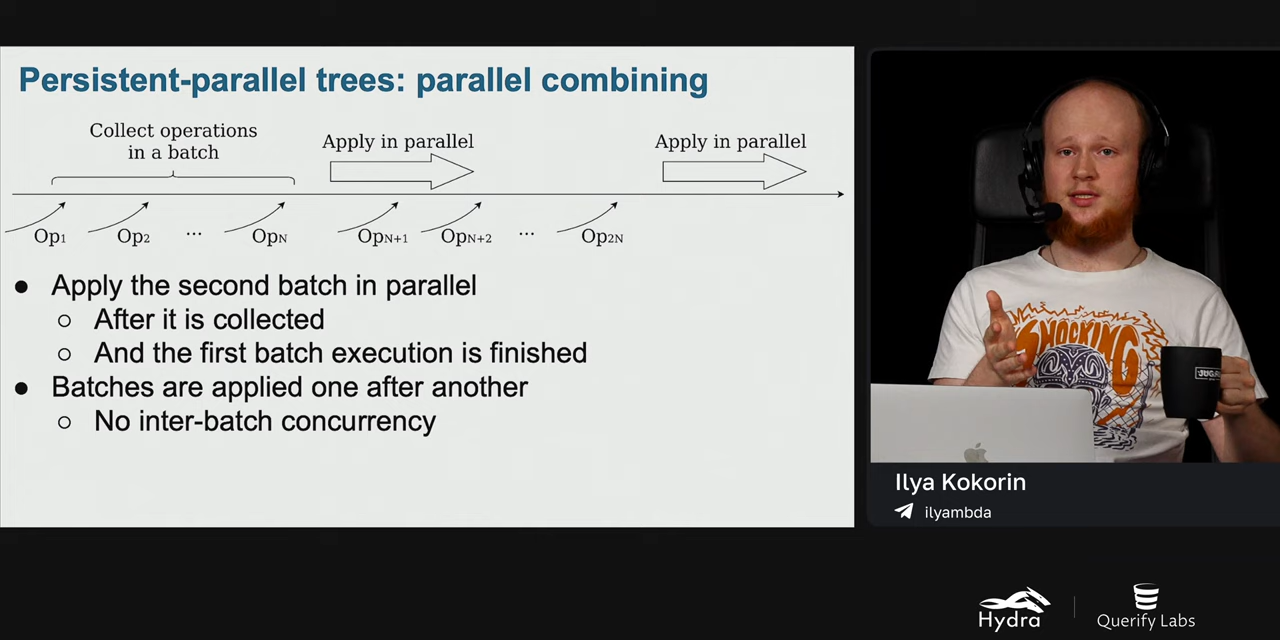 Persistent-parallel trees: parallel combining
Collect operations
in a batch
Apply in parallel
Apply in parallel
Op1
Op2
...
OpN
OpN+1
OpN+2
...
Op2N
● Apply the second batch in parallel
○ After it is collected
○ And the first batch execution is finished
● Batches are applied one after another
○ No inter-batch concurrency
SMOCKING
Ilya Kokorin
ilyambda
Hydra
Querify Labs